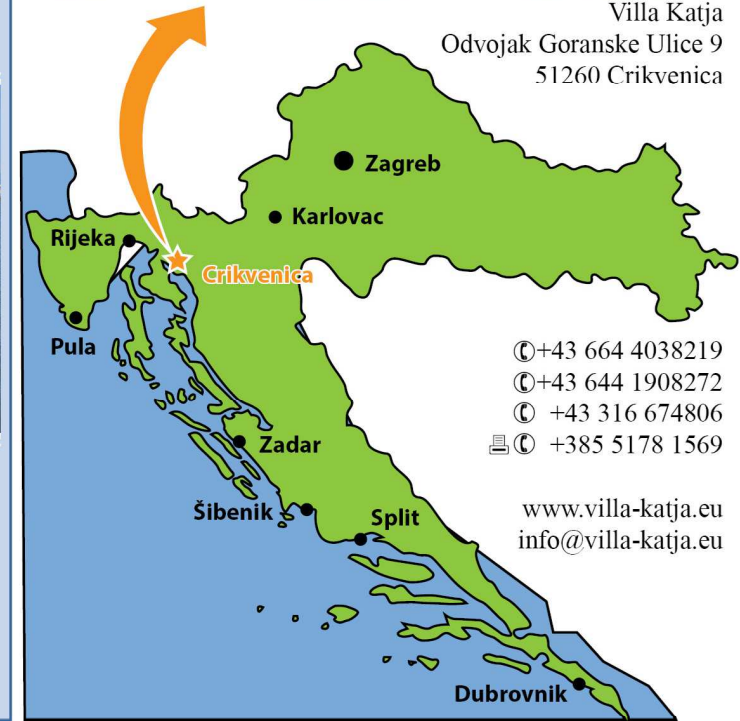 Villa Katja
Odvojak Goranske Ulice 9
51260 Crikvenica
Zagreb
Karlovac
Rijeka
Crikvenica
Pula
✆+43 664 4038219
✆+43 644 1908272
✆ +43 316 674806
🖷✆ +385 5178 1569
Zadar
Šibenik
Split
www.villa-katja.eu
info@villa-katja.eu
Dubrovnik